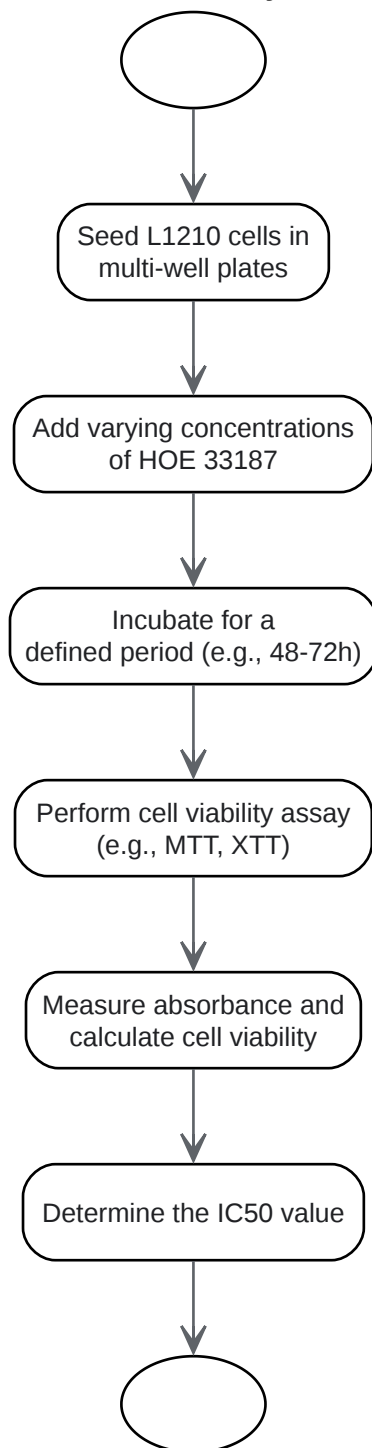 Seed L1210 cells in
multi-well plates
Add varying concentrations
of HOE 33187
Incubate for a
defined period (e.g., 48-72h)
Perform cell viability assay
(e.g., MTT, XTT)
Measure absorbance and
calculate cell viability
Determine the IC50 value